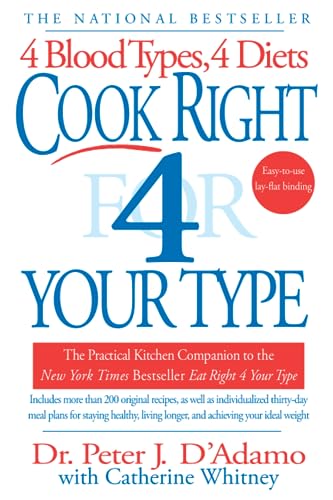 THE NATIONAL BESTSELLER
4 Blood Types, 4 Diets
COOK RIGHT
FOR
4
Easy-to-use
lay-flat binding
YOUR TYPE
The Practical Kitchen Companion to the
New York Times Bestseller Eat Right 4 Your Type
Includes more than 200 original recipes, as well as individualized thirty-day
meal plans for staying healthy, living longer, and achieving your ideal weight
Dr. Peter J. D'Adamo
with Catherine Whitney